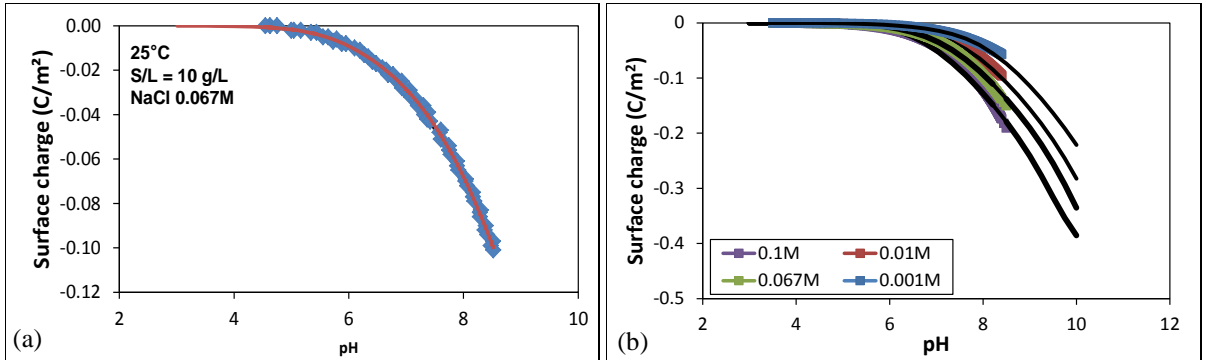 0.00
-0.02
-0.04
-0.06
-0.08
-0.10
-0.12
Surface charge (C/m²)
25°C
S/L = 10 g/L
NaCl 0.067M
2 4 6 8 10
pH
(a)
0
-0.1
-0.2
-0.3
-0.4
-0.5
Surface charge (C/m²)
0.1M 0.01M
0.067M 0.001M
2 4 6 8 10 12
pH
(b)